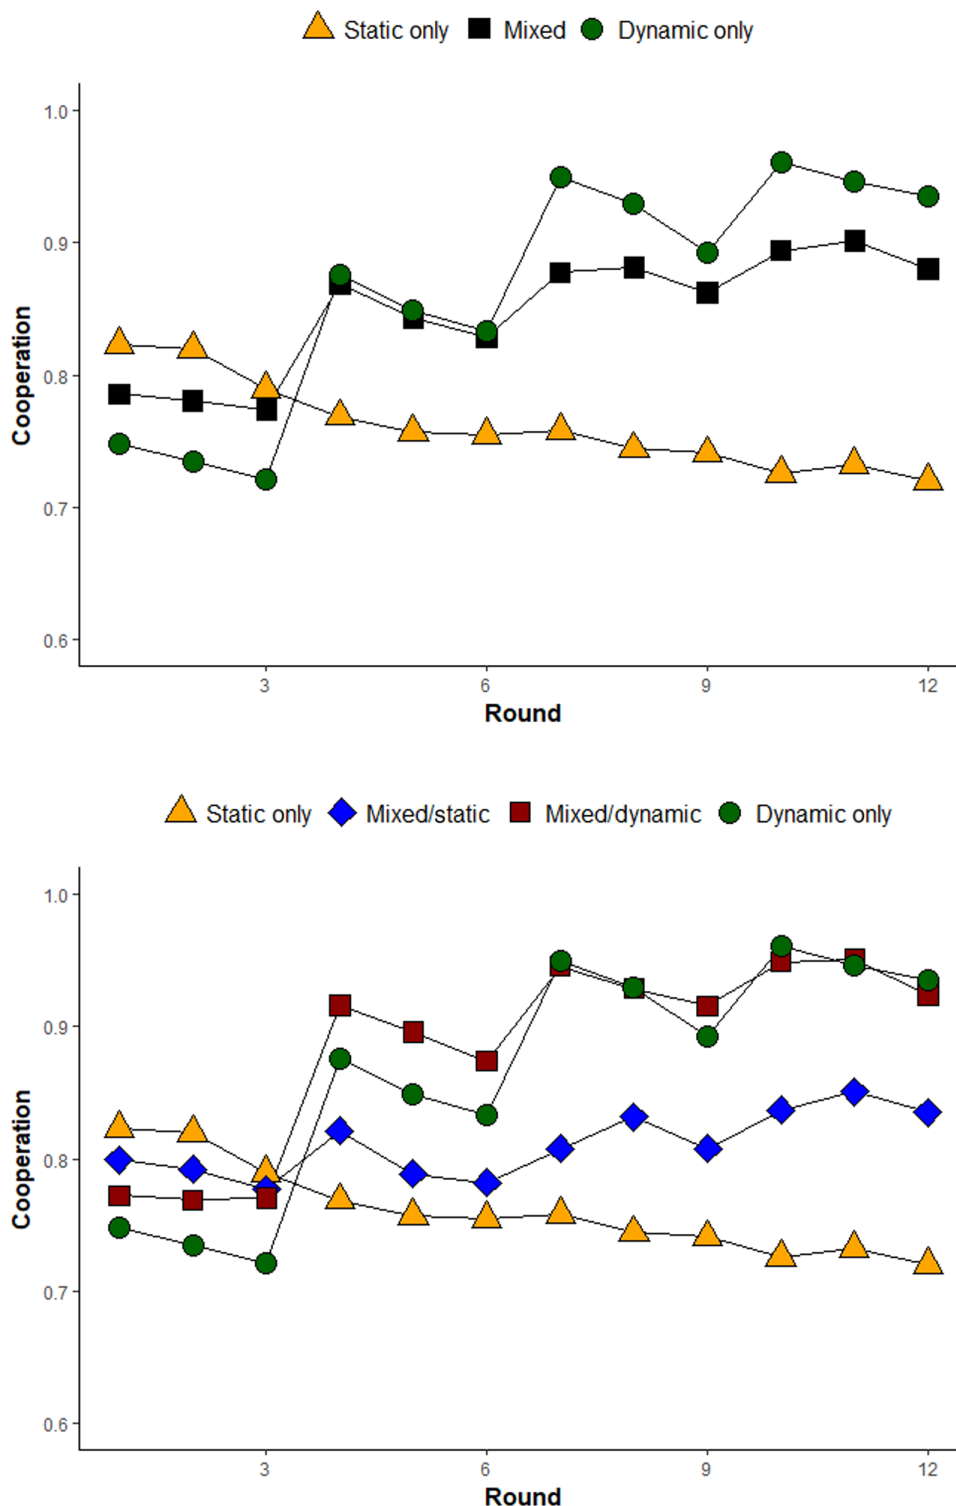 Static only Mixed Dynamic only
1.0
0.9
0.8
0.7
0.6
Cooperation
3 6 9 12
Round
Static only Mixed/static Mixed/dynamic Dynamic only
1.0
0.9
0.8
0.7
0.6
Cooperation
3 6 9 12
Round